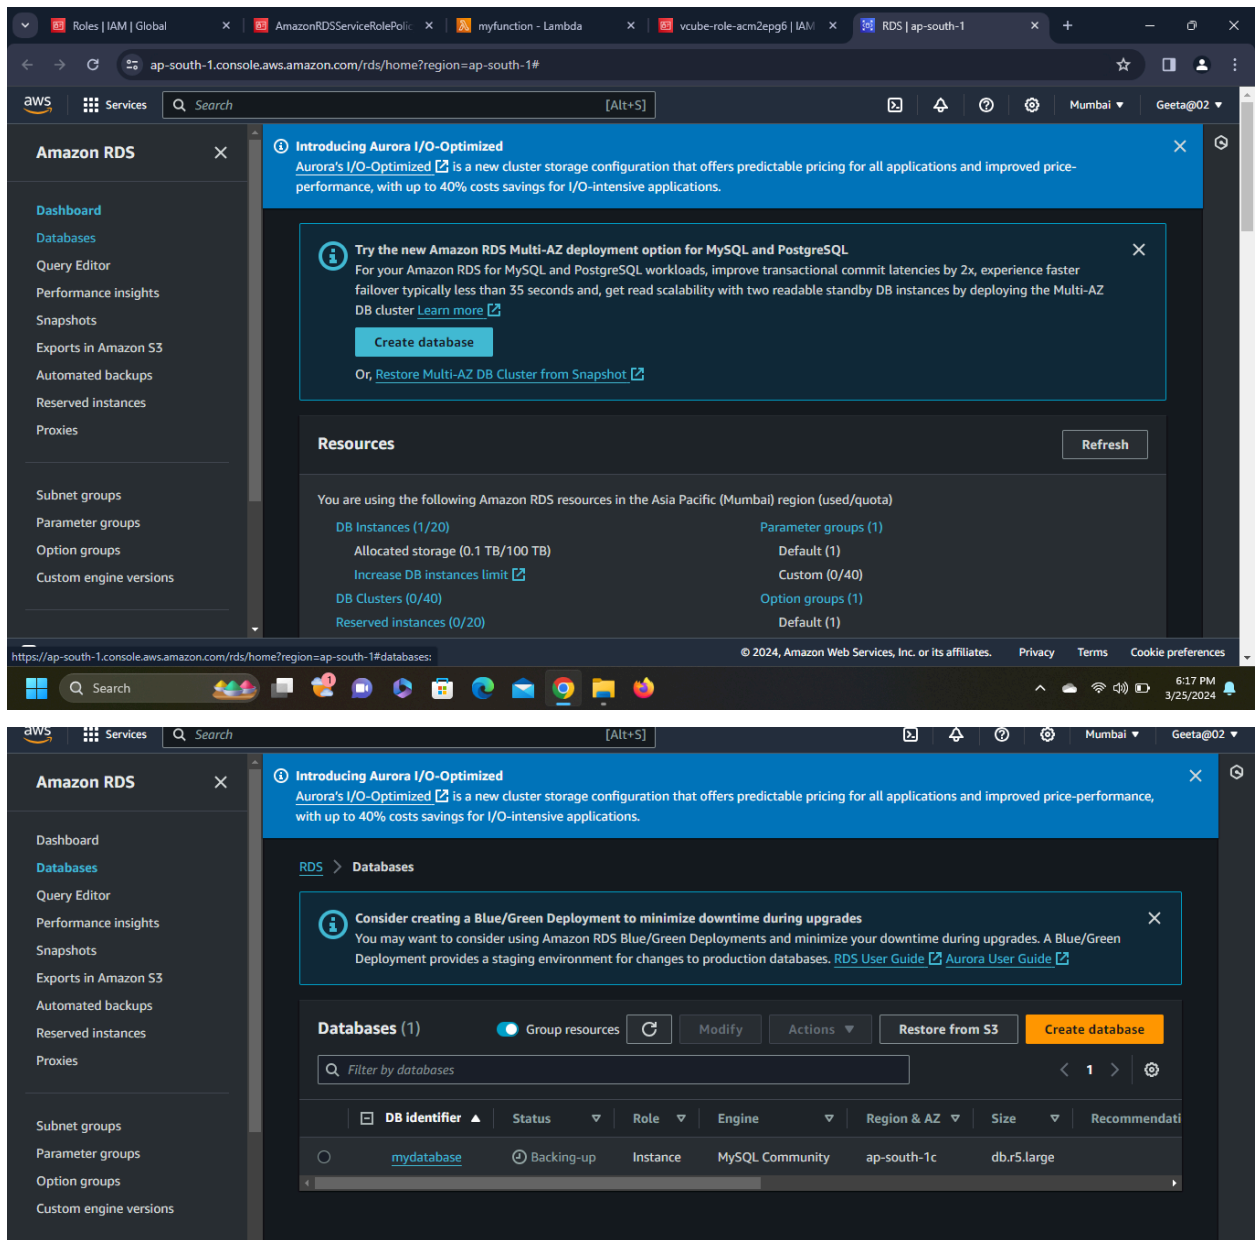 Roles | IAM | Global
AmazonRDSServiceRolePolic
myfunction - Lambda
vcube-role-acm2epg6 | IAM
RDS | ap-south-1
ap-south-1.console.aws.amazon.com/rds/home?region=ap-south-1#
aws
Services
Search
[Alt+S]
Mumbai
Geeta@02
Amazon RDS
Dashboard
Databases
Query Editor
Performance insights
Snapshots
Exports in Amazon S3
Automated backups
Reserved instances
Proxies
Subnet groups
Parameter groups
Option groups
Custom engine versions
Introducing Aurora I/O-Optimized
Aurora's I/O-Optimized is a new cluster storage configuration that offers predictable pricing for all applications and improved price-
performance, with up to 40% costs savings for I/O-intensive applications.
Try the new Amazon RDS Multi-AZ deployment option for MySQL and PostgreSQL
For your Amazon RDS for MySQL and PostgreSQL workloads, improve transactional commit latencies by 2x, experience faster
failover typically less than 35 seconds and, get read scalability with two readable standby DB instances by deploying the Multi-AZ
DB cluster Learn more
Create database
Or, Restore Multi-AZ DB Cluster from Snapshot
Resources
Refresh
You are using the following Amazon RDS resources in the Asia Pacific (Mumbai) region (used/quota)
DB Instances (1/20)
Allocated storage (0.1 TB/100 TB)
Increase DB instances limit
DB Clusters (0/40)
Reserved instances (0/20)
Parameter groups (1)
Default (1)
Custom (0/40)
Option groups (1)
Default (1)
https://ap-south-1.console.aws.amazon.com/rds/home?region=ap-south-1#databases:
© 2024, Amazon Web Services, Inc. or its affiliates.
Privacy
Terms
Cookie preferences
Search
1
6:17 PM
3/25/2024
aws
Services
Search
[Alt+S]
Mumbai
Geeta@02
Amazon RDS
Dashboard
Databases
Query Editor
Performance insights
Snapshots
Exports in Amazon S3
Automated backups
Reserved instances
Proxies
Subnet groups
Parameter groups
Option groups
Custom engine versions
Introducing Aurora I/O-Optimized
Aurora's I/O-Optimized is a new cluster storage configuration that offers predictable pricing for all applications and improved price-performance,
with up to 40% costs savings for I/O-intensive applications.
RDS > Databases
Consider creating a Blue/Green Deployment to minimize downtime during upgrades
You may want to consider using Amazon RDS Blue/Green Deployments and minimize your downtime during upgrades. A Blue/Green
Deployment provides a staging environment for changes to production databases. RDS User Guide Aurora User Guide
Databases (1)
Group resources
Modify
Actions
Restore from S3
Create database
Filter by databases
1
DB identifier
Status
Role
Engine
Region & AZ
Size
Recommendati
mydatabase
Backing-up
Instance
MySQL Community
ap-south-1c
db.r5.large